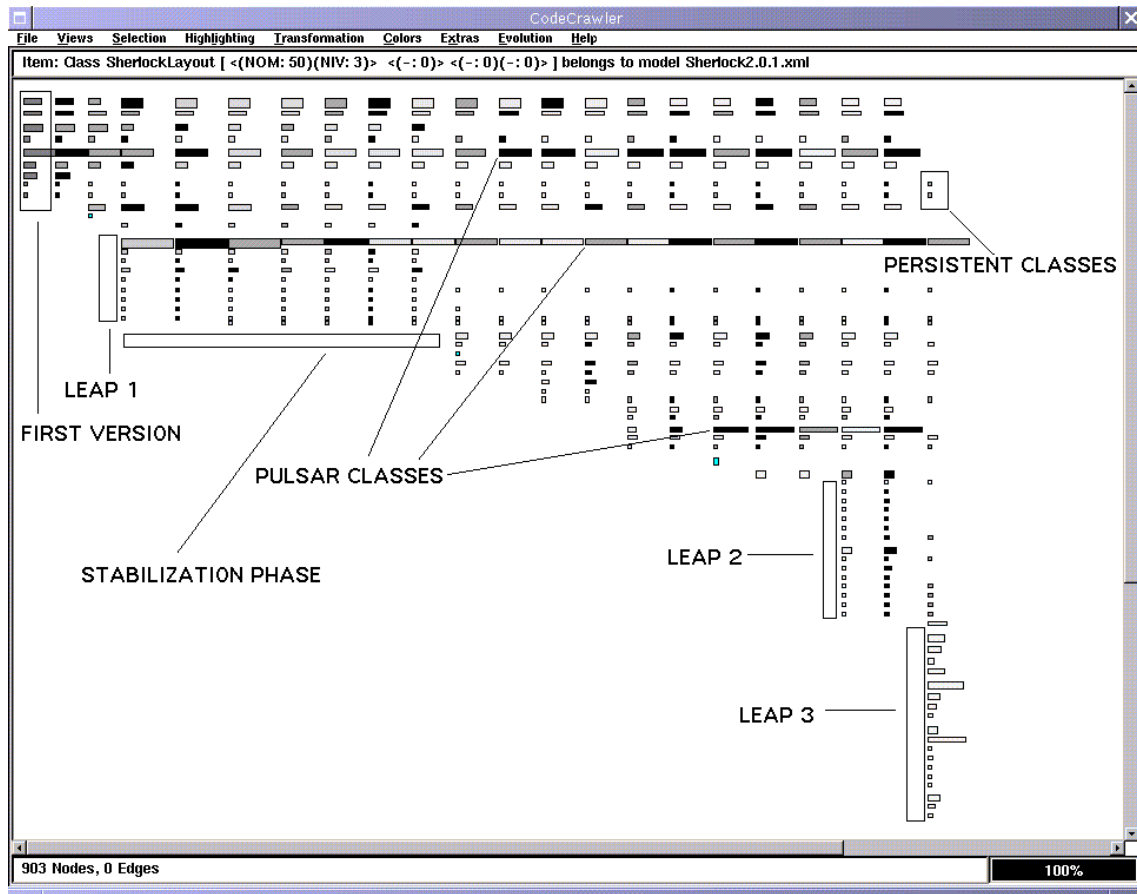 CodeCrawler
File Views Selection Highlighting Transformation Colors Extras Evolution Help
Item: Class SherlockLayout [ <(NOM: 50)(NIV: 3)> <(-: 0)> <(-: 0)(-: 0)> ] belongs to model Sherlock2.0.1.xml
PERSISTENT CLASSES
LEAP 1
FIRST VERSION
PULSAR CLASSES
LEAP 2
STABILIZATION PHASE
LEAP 3
903 Nodes, 0 Edges
100%